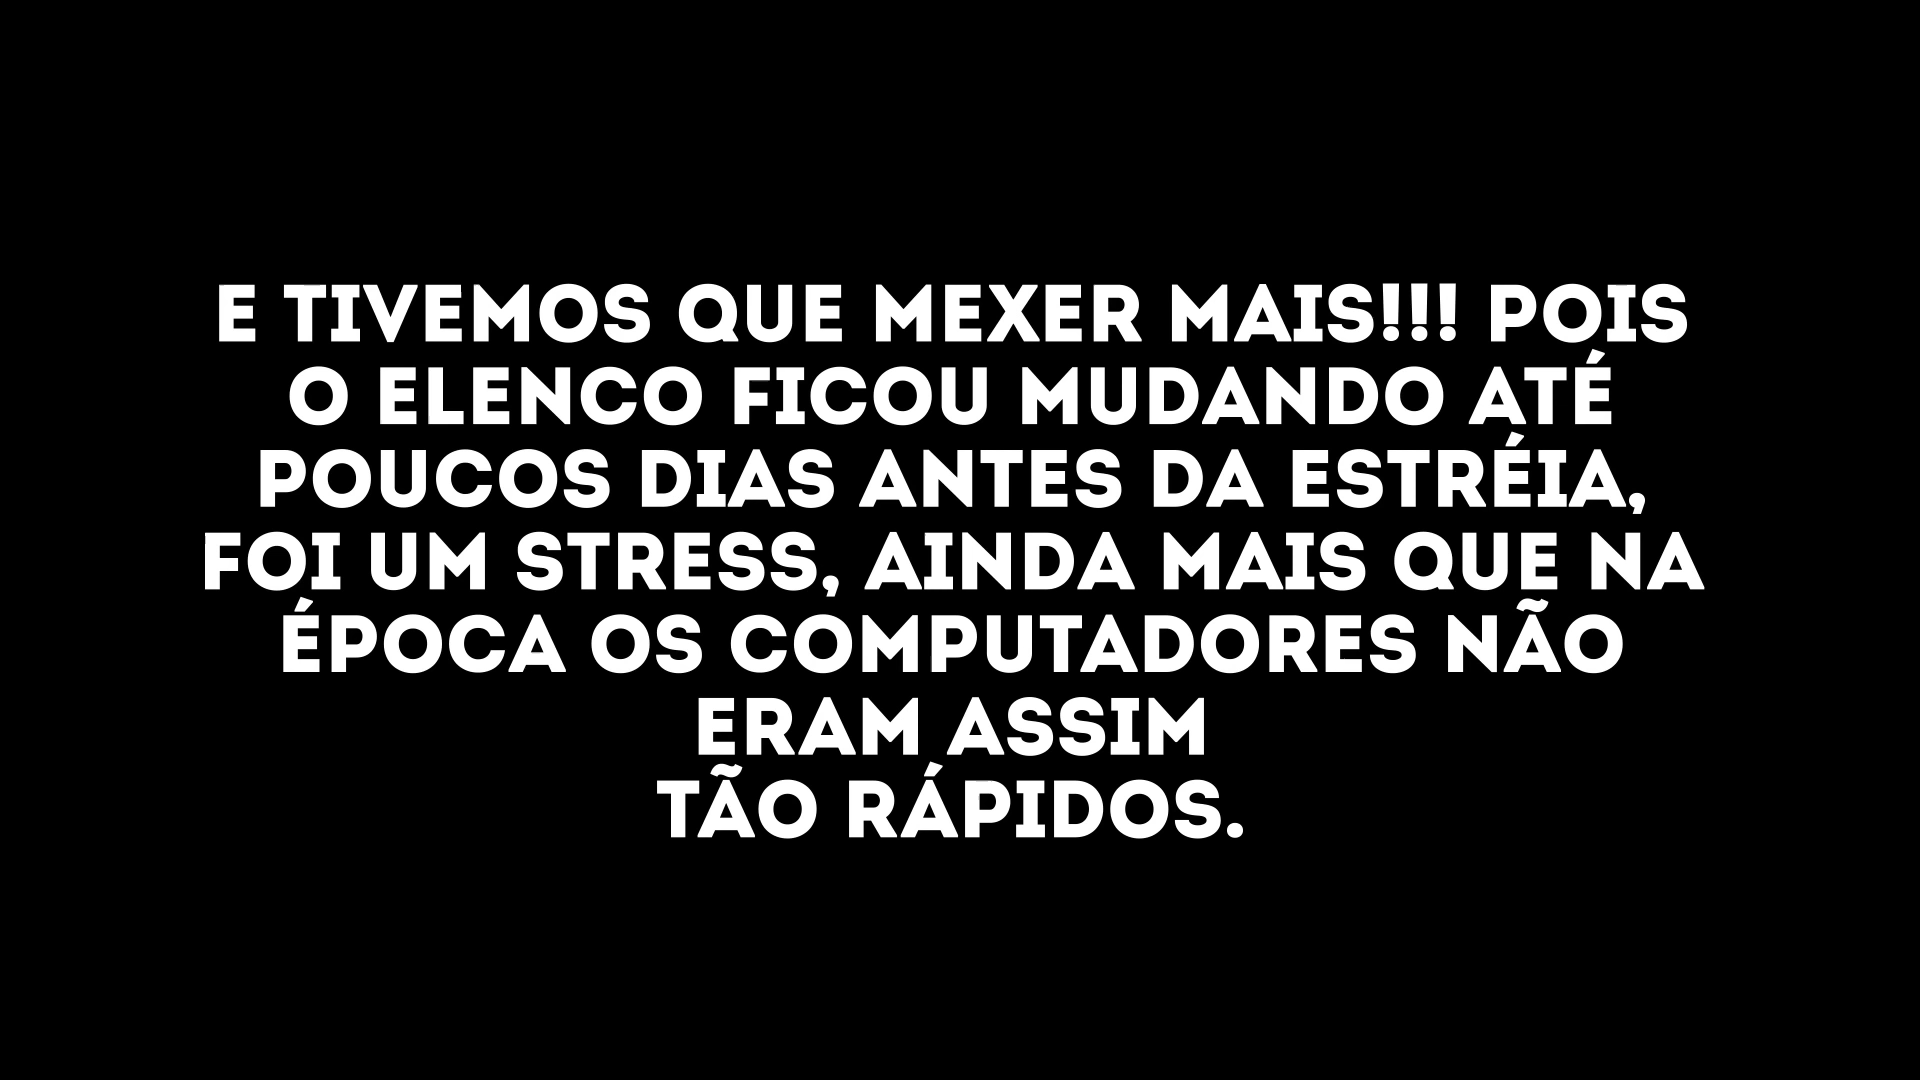 E TIVEMOS QUE MEXER MAIS!!! POIS
O ELENCO FICOU MUDANDO ATÉ
POUCOS DIAS ANTES DA ESTRÉIA,
FOI UM STRESS, AINDA MAIS QUE NA
ÉPOCA OS COMPUTADORES NÃO
ERAM ASSIM
TÃO RÁPIDOS.